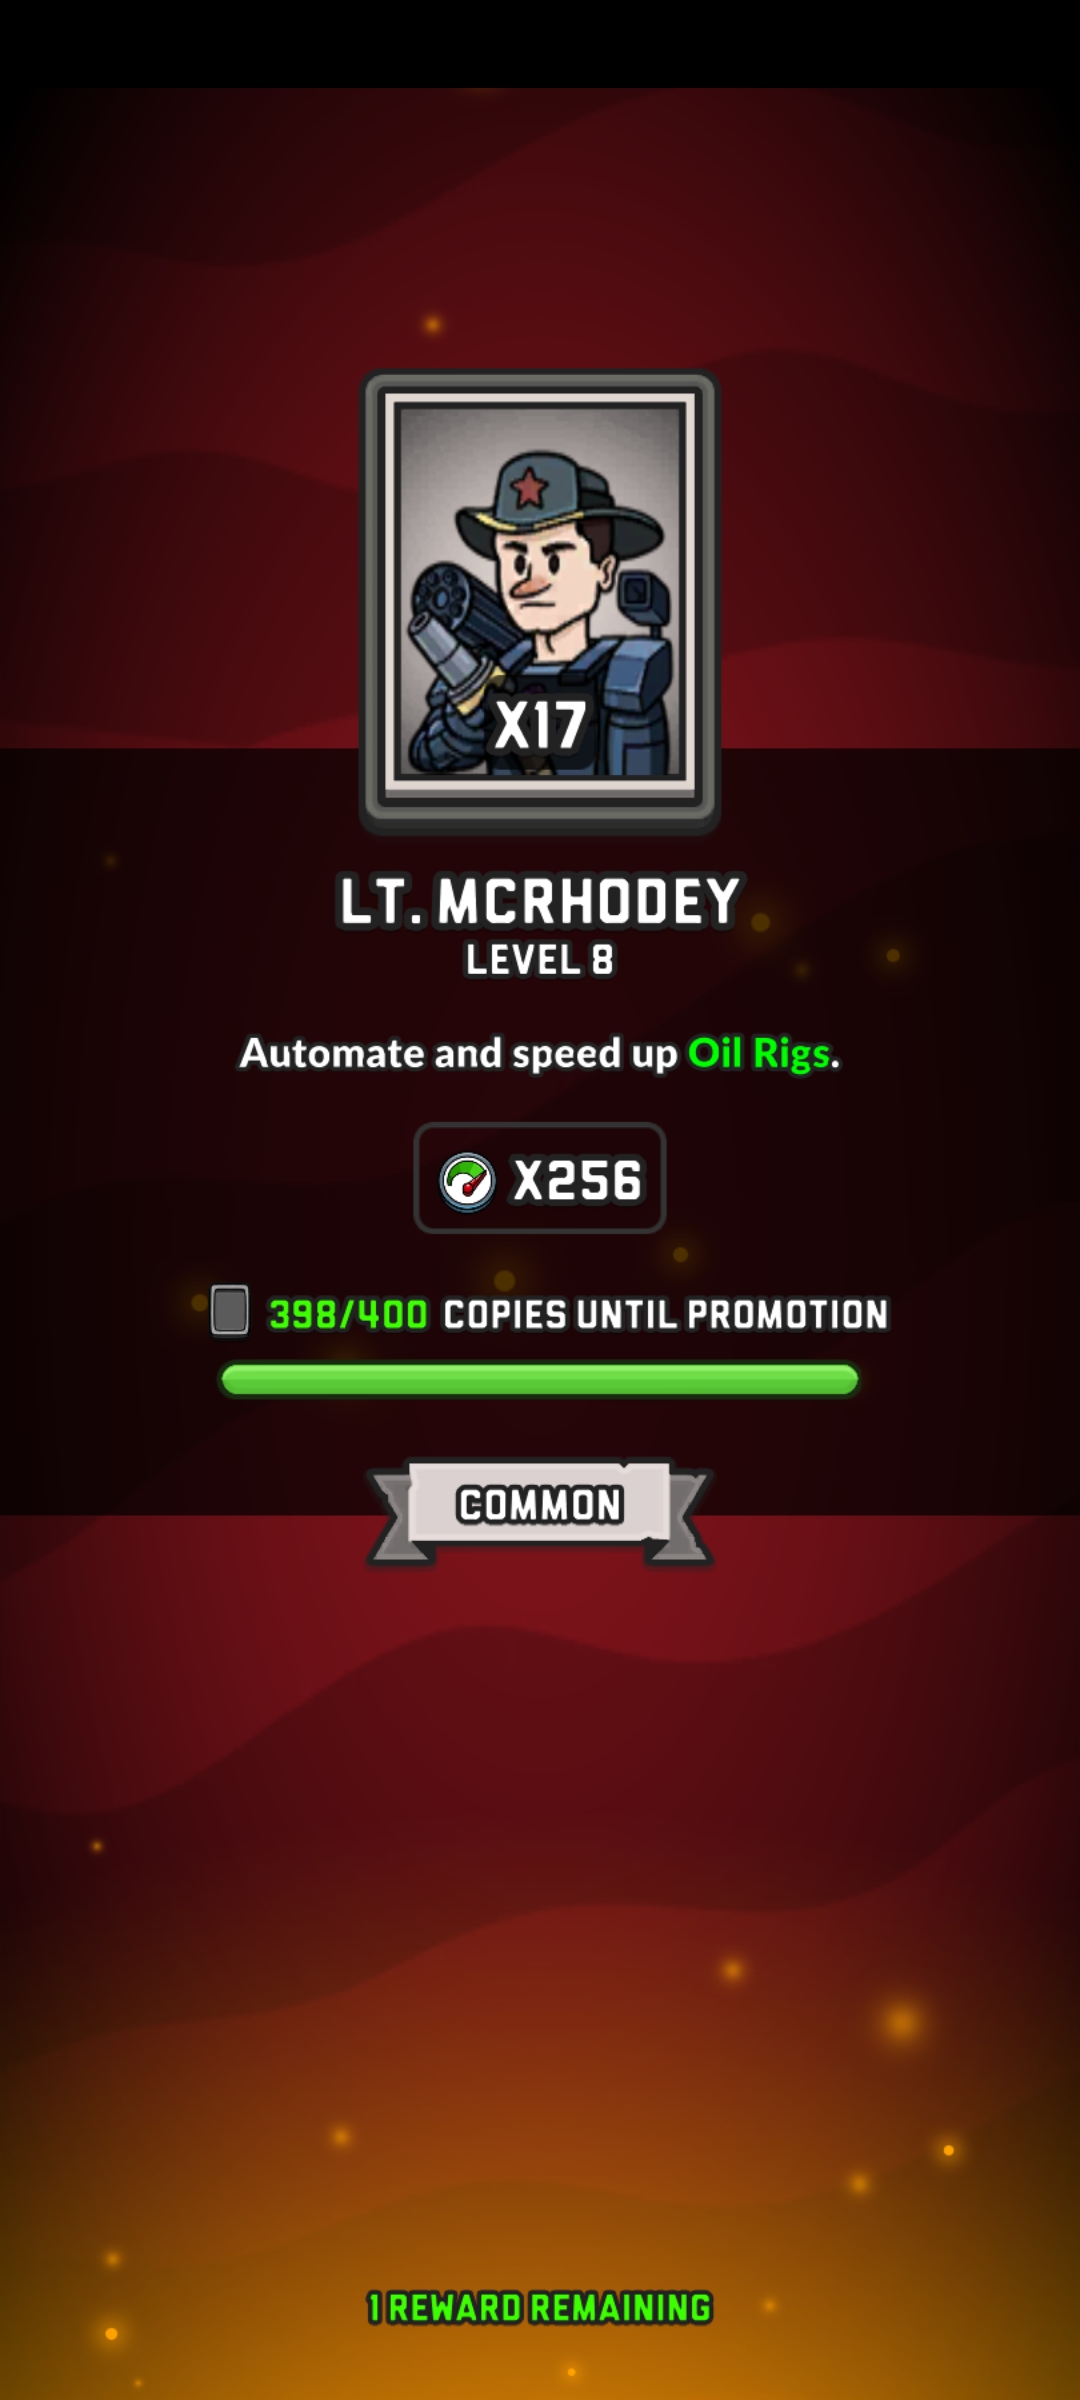 X17
LT. MCRHODEY
LEVEL 8
Automate and speed up Oil Rigs.
X256
398/400 COPIES UNTIL PROMOTION
COMMON
1 REWARD REMAINING